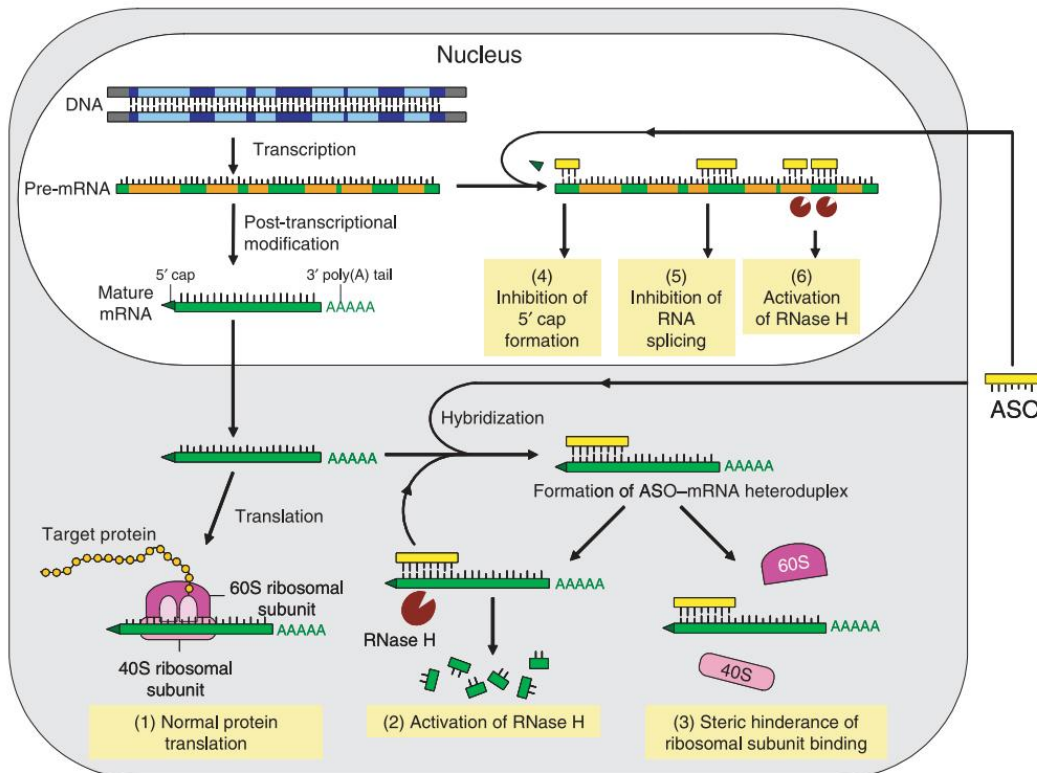 Nucleus
DNA
Transcription
Pre-mRNA
Post-transcriptional
modification
5′ cap
3′ poly(A) tail
Mature
mRNA
AAAAA
(4)
Inhibition of
5′ cap
formation
(5)
Inhibition of
RNA
splicing
(6)
Activation
of RNase H
ASO
Hybridization
AAAAA
AAAAA
Formation of ASO–mRNA heteroduplex
Translation
Target protein
60S ribosomal
subunit
AAAAA
40S ribosomal
subunit
(1) Normal protein
translation
AAAAA
RNase H
(2) Activation of RNase H
60S
AAAAA
40S
(3) Steric hinderance of
ribosomal subunit binding